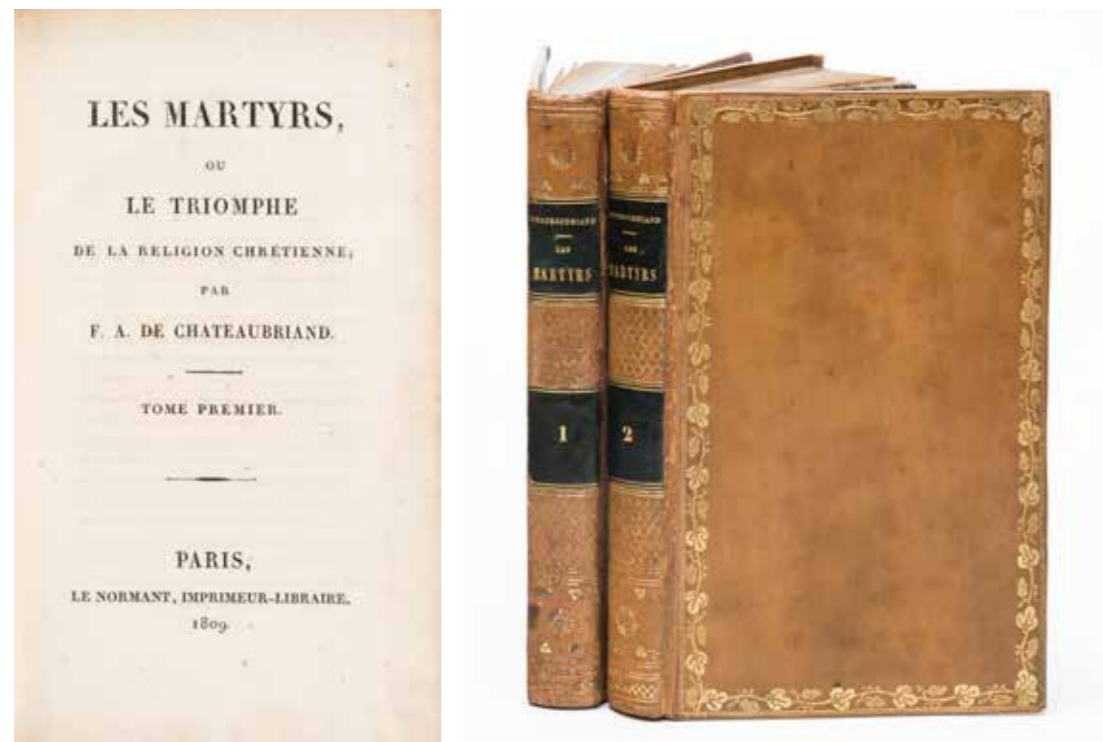 LES MARTYRS,
OU
LE TRIOMPHE
DE LA RELIGION CHRÉTIENNE;
PAR
F. A. DE CHATEAUBRIAND.
TOME PREMIER.
PARIS,
LE NORMANT, IMPRIMEUR-LIBRAIRE.
1809.
CHATEAUBRIAND
LES
MARTYRS
1
CHATEAUBRIAND
LES
MARTYRS
2